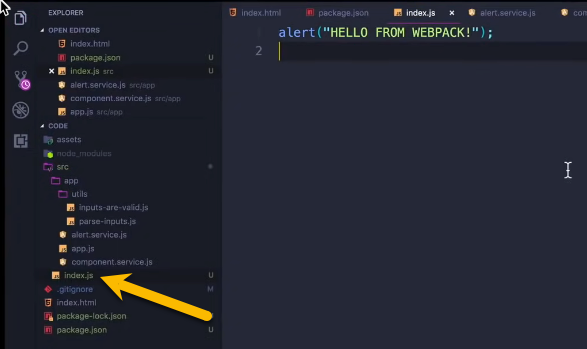 EXPLORER
OPEN EDITORS
index.html
package.json U
index.js src U
alert.service.js src/app
component.service.js src/app
app.js src/app
CODE
assets
node_modules
src
app
utils
inputs-are-valid.js
parse-inputs.js
alert.service.js
app.js
component.service.js
index.js U
.gitignore M
index.html
package-lock.json U
package.json U
index.html package.json index.js alert.service.js com
1 alert("HELLO FROM WEBPACK!");
2